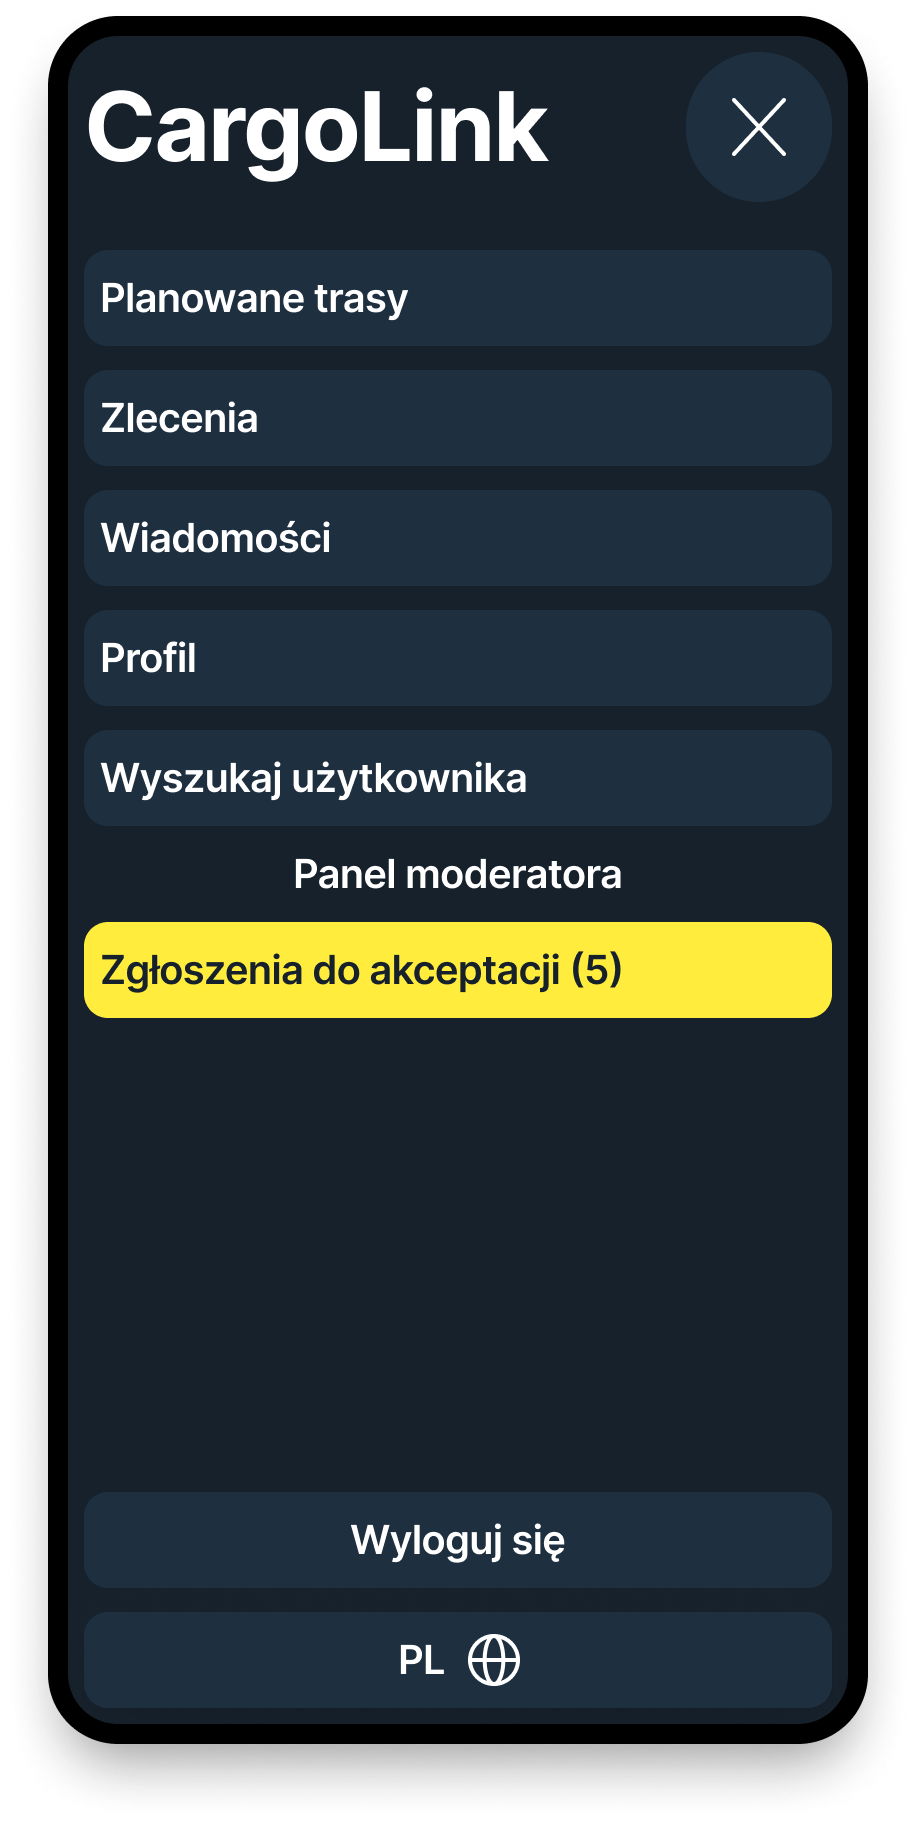 CargoLink
Planowane trasy
Zlecenia
Wiadomości
Profil
Wyszukaj użytkownika
Panel moderatora
Zgłoszenia do akceptacji (5)
Wyloguj się
PL